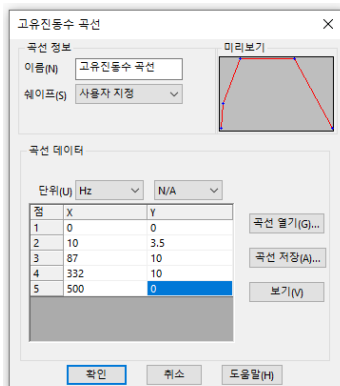 고유진동수 곡선
곡선 정보
이름(N) 고유진동수 곡선
쉐이프(S) 사용자 지정
미리보기
곡선 데이터
단위(U) Hz N/A
점 X Y
1 0 0
2 10 3.5
3 87 10
4 332 10
5 500 0
곡선 열기(G)...
곡선 저장(A)...
보기(V)
확인 취소 도움말(H)